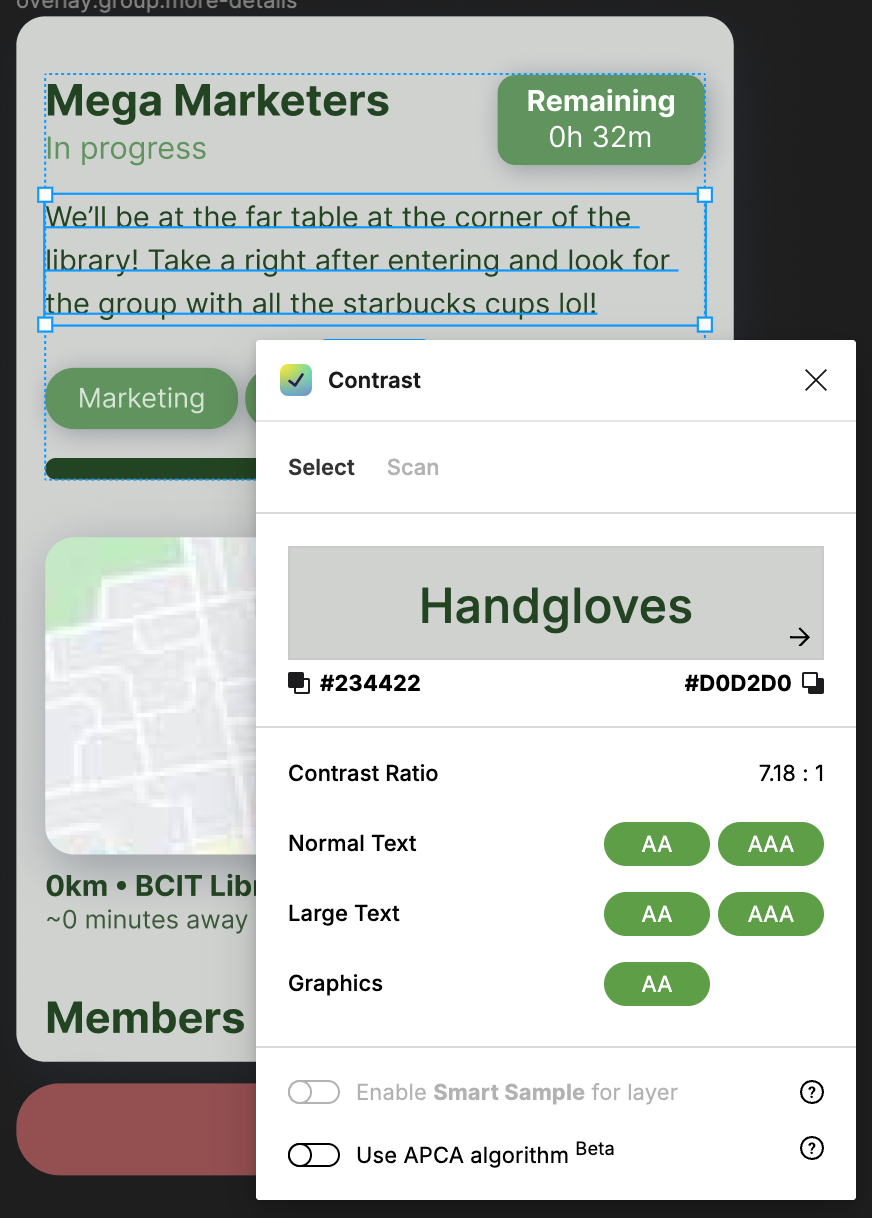 overlay.group.more-details
Mega Marketers
In progress
Remaining
0h 32m
We’ll be at the far table at the corner of the
library! Take a right after entering and look for
the group with all the starbucks cups lol!
Marketing
Contrast
Select Scan
Handgloves
#234422 #D0D2D0
Contrast Ratio 7.18 : 1
Normal Text AA AAA
Large Text AA AAA
Graphics AA
0km • BCIT
~0 minutes away
Members
Enable Smart Sample for layer ?
Use APCA algorithm Beta ?